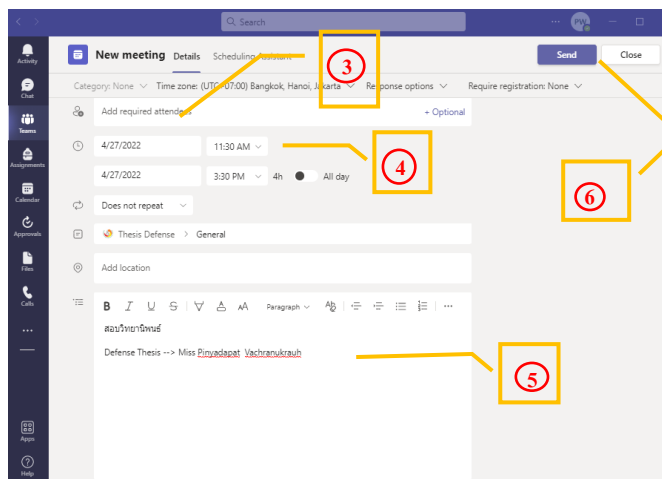 Search
PW
Activity
New meeting Details Scheduling Assistant
Send
Close
3
Category: None Time zone: (UTC+07:00) Bangkok, Hanoi, Jakarta Response options Require registration: None
Chat
Add required attendees
+ Optional
Teams
4/27/2022 11:30 AM
4
Assignments
4/27/2022 3:30 PM 4h All day
6
Calendar
Does not repeat
Approvals
Thesis Defense > General
Files
Add location
Calls
B I U S A AA Paragraph
สอบวิทยานิพนธ์
Defense Thesis --> Miss Pinyadapat Vachranukrauh
5
Apps
Help